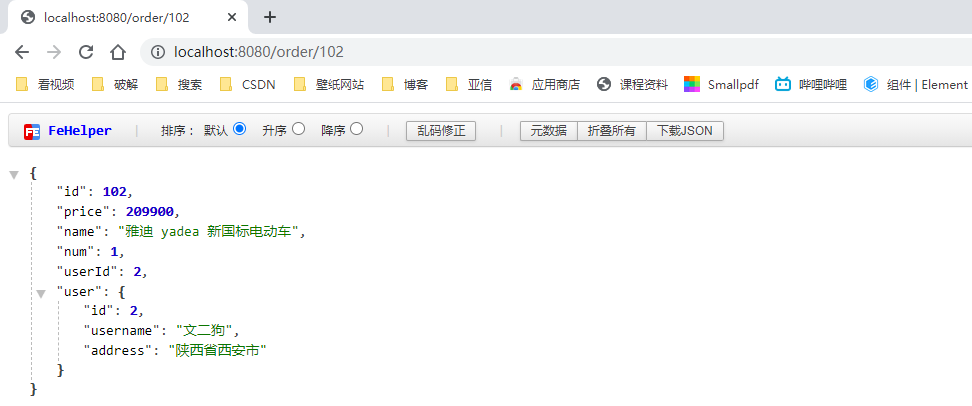 localhost:8080/order/102
localhost:8080/order/102
看视频 破解 搜索 CSDN 壁纸网站 博客 亚信 应用商店 课程资料 Smallpdf 哔哩哔哩 组件 | Element
FE FeHelper | 排序： 默认 升序 降序 | 乱码修正 | 元数据 折叠所有 下载JSON
{
"id": 102,
"price": 209900,
"name": "雅迪 yadea 新国标电动车",
"num": 1,
"userId": 2,
"user": {
"id": 2,
"username": "文二狗",
"address": "陕西省西安市"
}
}